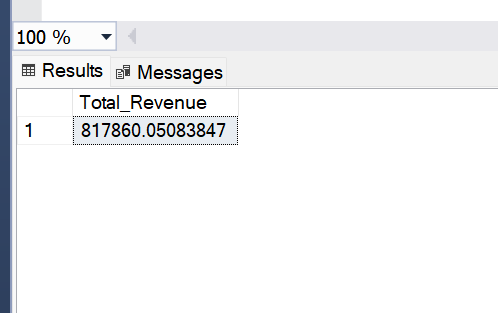 100 %
Results Messages
Total_Revenue
1 817860.05083847